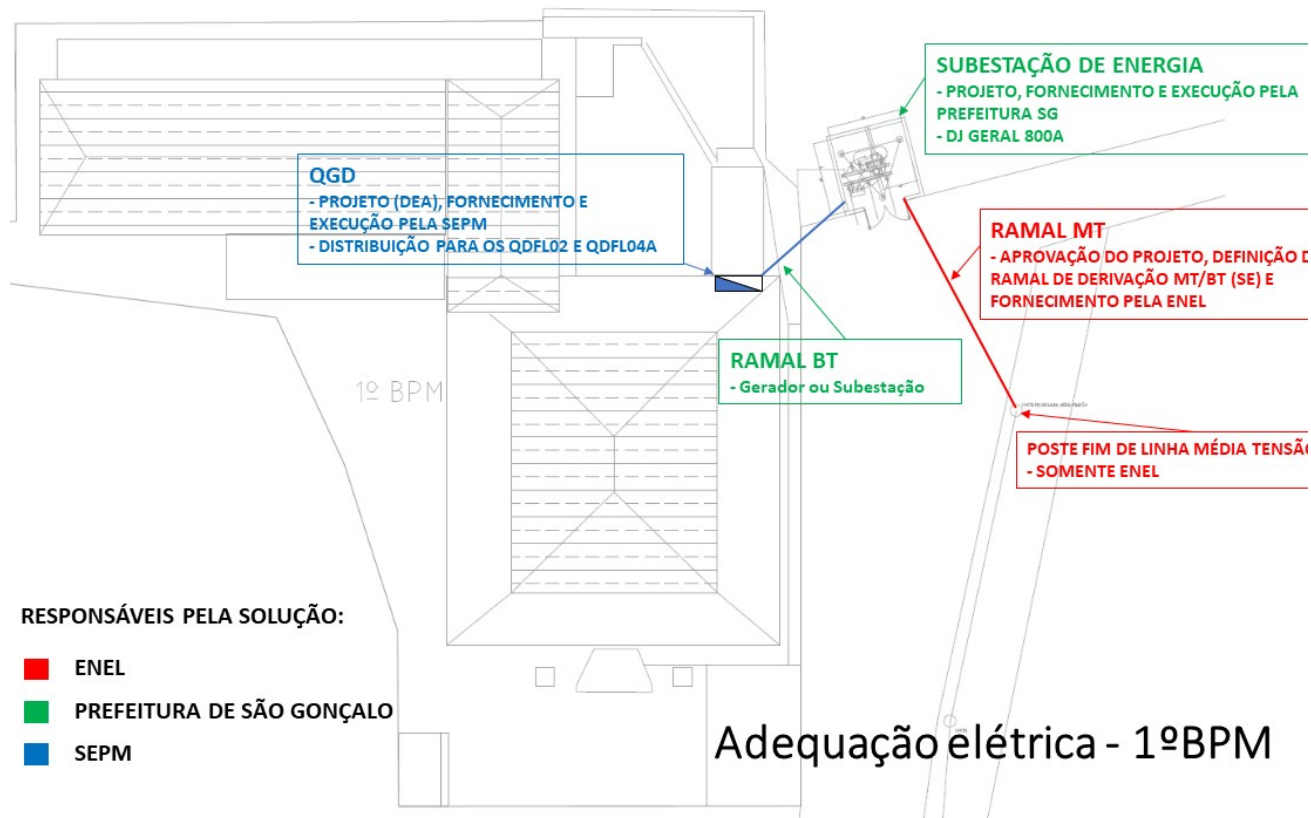 SUBESTAÇÃO DE ENERGIA
- PROJETO, FORNECIMENTO E EXECUÇÃO PELA
PREFEITURA SG
- DJ GERAL 800A
QGD
- PROJETO (DEA), FORNECIMENTO E
EXECUÇÃO PELA SEPM
- DISTRIBUIÇÃO PARA OS QDFL02 E QDFL04A
RAMAL MT
- APROVAÇÃO DO PROJETO, DEFINIÇÃO D
RAMAL DE DERIVAÇÃO MT/BT (SE) E
FORNECIMENTO PELA ENEL
RAMAL BT
- Gerador ou Subestação
1º BPM
POSTE FIM DE LINHA MÉDIA TENSÃO
- SOMENTE ENEL
RESPONSÁVEIS PELA SOLUÇÃO:
ENEL
PREFEITURA DE SÃO GONÇALO
SEPM
Adequação elétrica - 1ºBPM